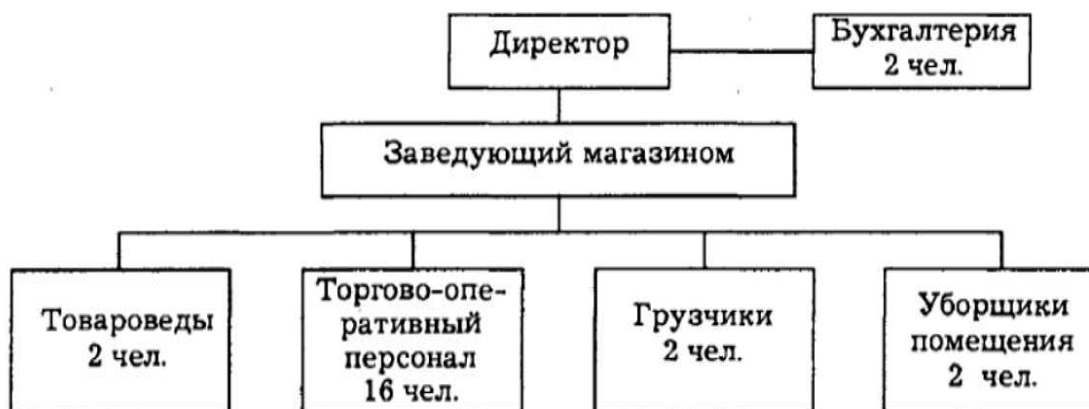 Директор
Бухгалтерия
2 чел.
Заведующий магазином
Товароведы
2 чел.
Торгово-опе-
ративный
персонал
16 чел.
Грузчики
2 чел.
Уборщики
помещения
2 чел.